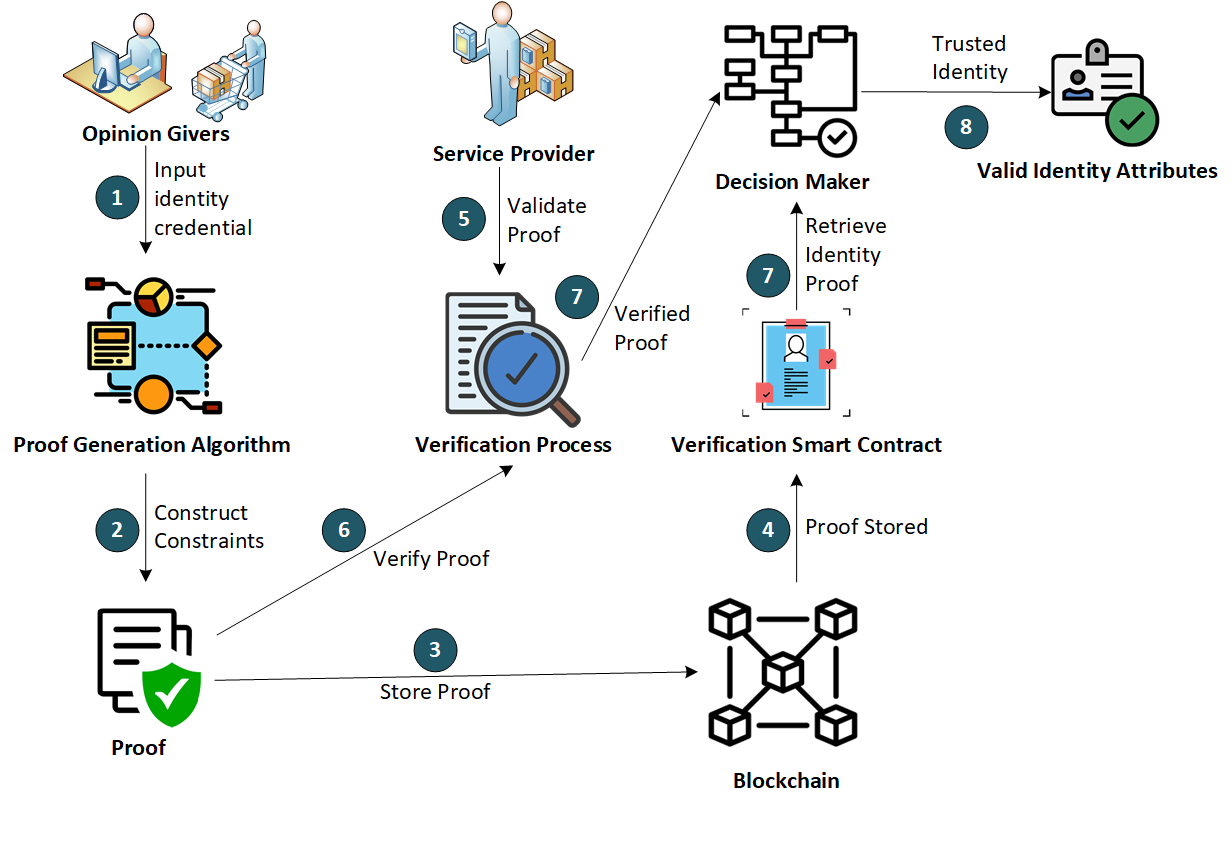 Opinion Givers
1
Input
identity
credential
Proof Generation Algorithm
2
Construct
Constraints
Proof
3
Store Proof
Blockchain
4
Proof Stored
Verification Smart Contract
Service Provider
5
Validate
Proof
Verification Process
6
Verify Proof
7
Verified
Proof
7
Retrieve
Identity
Proof
Decision Maker
Trusted
Identity
8
Valid Identity Attributes